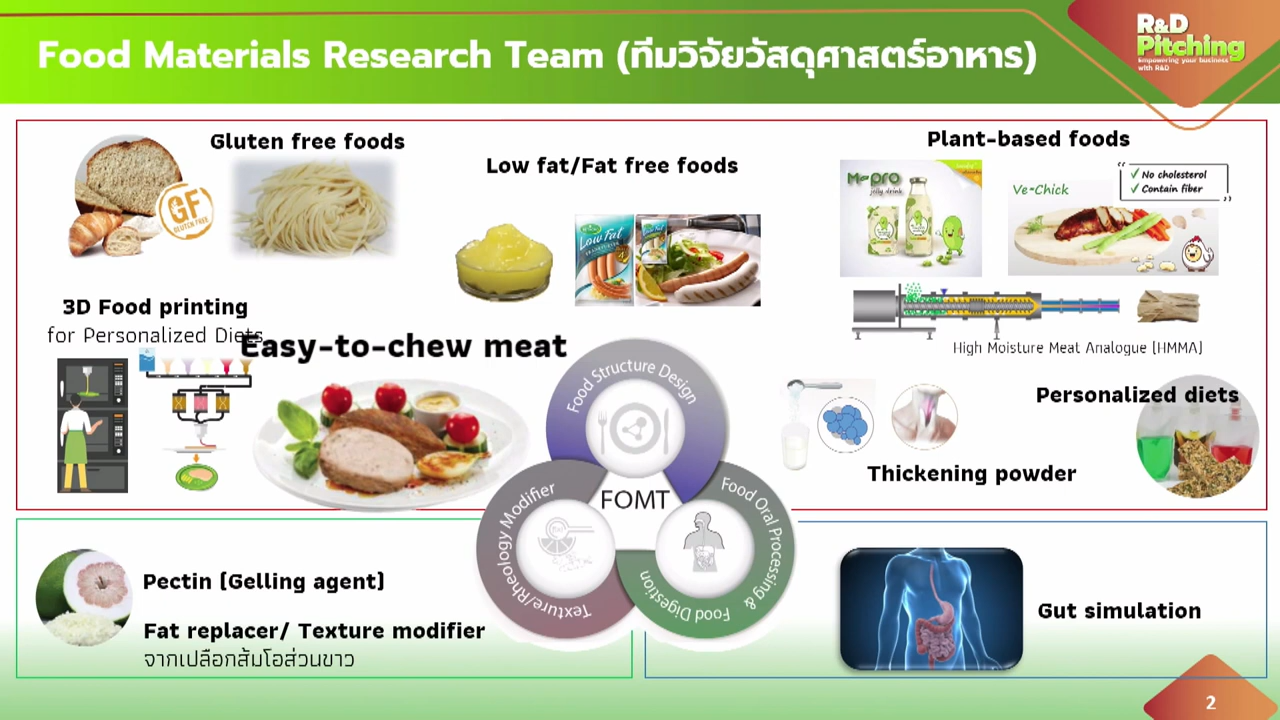 Food Materials Research Team (ทีมวิจัยวัสดุศาสตร์อาหาร)
R&D
Pitching
Empowering your business
with R&D
Gluten free foods
GF
GLUTEN FREE
Low fat/Fat free foods
Low Fat
Plant-based foods
M-pro
jelly drink
Ve-Chick
" ✓ No cholesterol
✓ Contain fiber "
High Moisture Meat Analogue (HMMA)
3D Food printing
for Personalized Diets
Easy-to-chew meat
Personalized diets
Thickening powder
Food Structure Design
FOMT
Texture/Rheology Modifier
Food Oral Processing & Food Digestion
Pectin (Gelling agent)
Fat replacer/ Texture modifier
จากเปลือกส้มโอส่วนขาว
Gut simulation
2